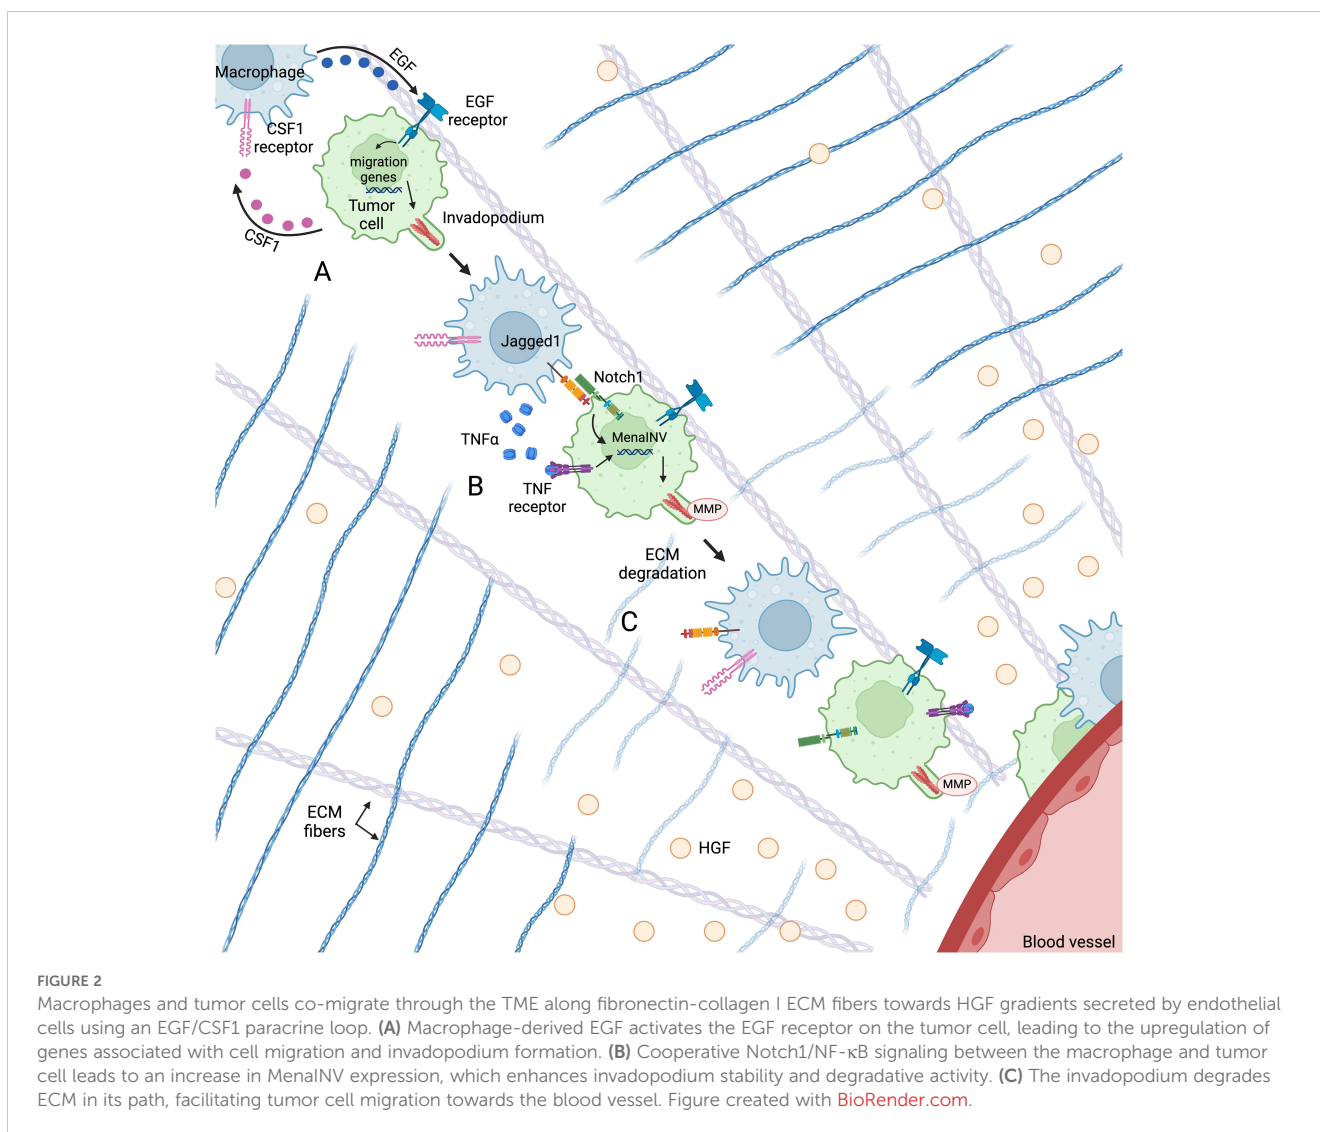 Macrophage
EGF
EGF
receptor
CSF1
receptor
migration
genes
Tumor
cell
Invadopodium
CSF1
A
Jagged1
Notch1
TNFα
MenaINV
B
TNF
receptor
MMP
ECM
degradation
C
MMP
ECM
fibers
HGF
Blood vessel
FIGURE 2
Macrophages and tumor cells co-migrate through the TME along fibronectin-collagen I ECM fibers towards HGF gradients secreted by endothelial
cells using an EGF/CSF1 paracrine loop. (A) Macrophage-derived EGF activates the EGF receptor on the tumor cell, leading to the upregulation of
genes associated with cell migration and invadopodium formation. (B) Cooperative Notch1/NF-κB signaling between the macrophage and tumor
cell leads to an increase in MenaINV expression, which enhances invadopodium stability and degradative activity. (C) The invadopodium degrades
ECM in its path, facilitating tumor cell migration towards the blood vessel. Figure created with BioRender.com.